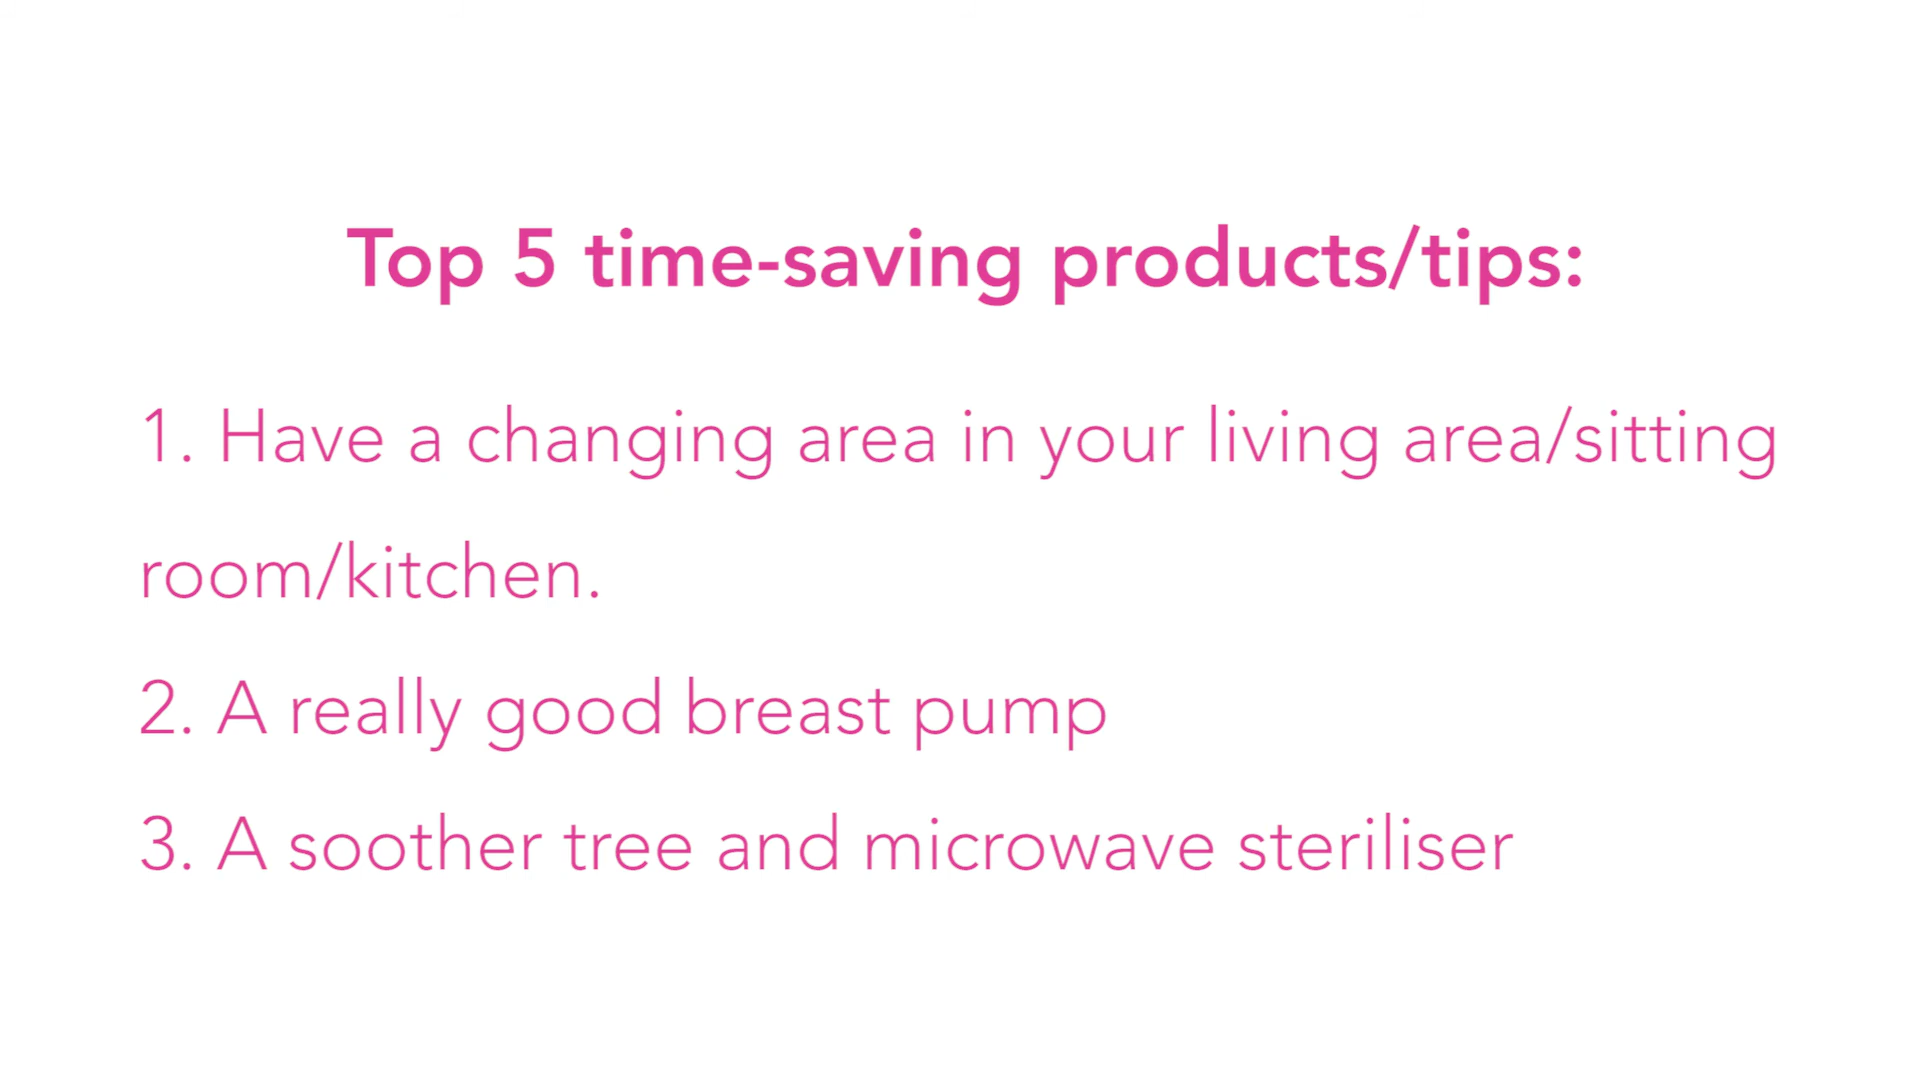 Top 5 time-saving products/tips:
1. Have a changing area in your living area/sitting
room/kitchen.
2. A really good breast pump
3. A soother tree and microwave steriliser